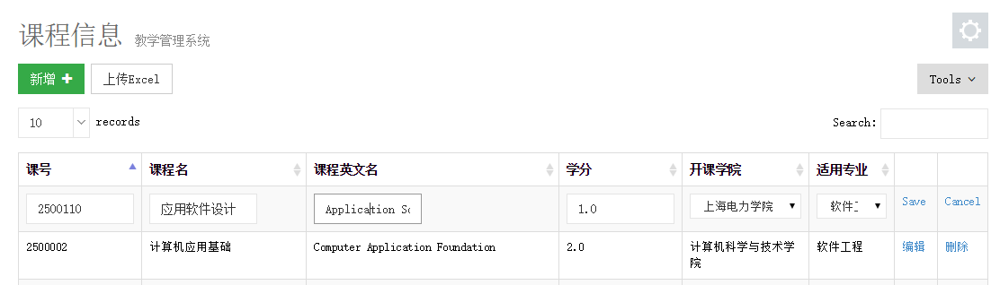 课程信息 教学管理系统
新增 上传Excel Tools
10 records Search:
课号 课程名 课程英文名 学分 开课学院 适用专业
2500110 应用软件设计 Application 1.0 上海电力学院 软件 Save Cancel
2500002 计算机应用基础 Computer Application Foundation 2.0 计算机科学与技术学 软件工程 编辑 删除
院